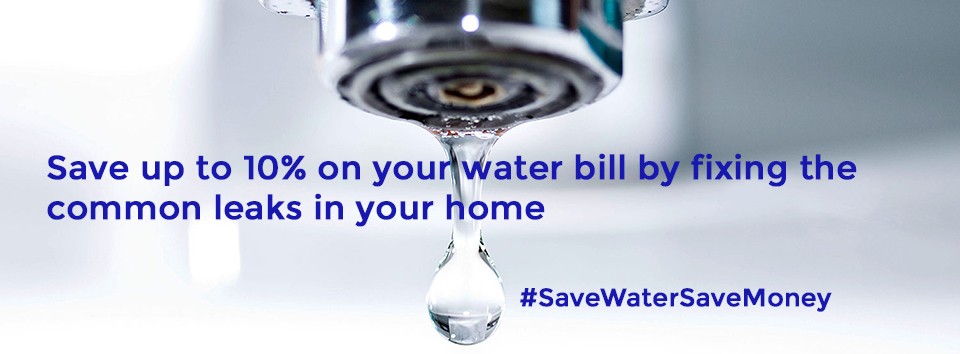 Save up to 10% on your water bill by fixing the
common leaks in your home
#SaveWaterSaveMoney